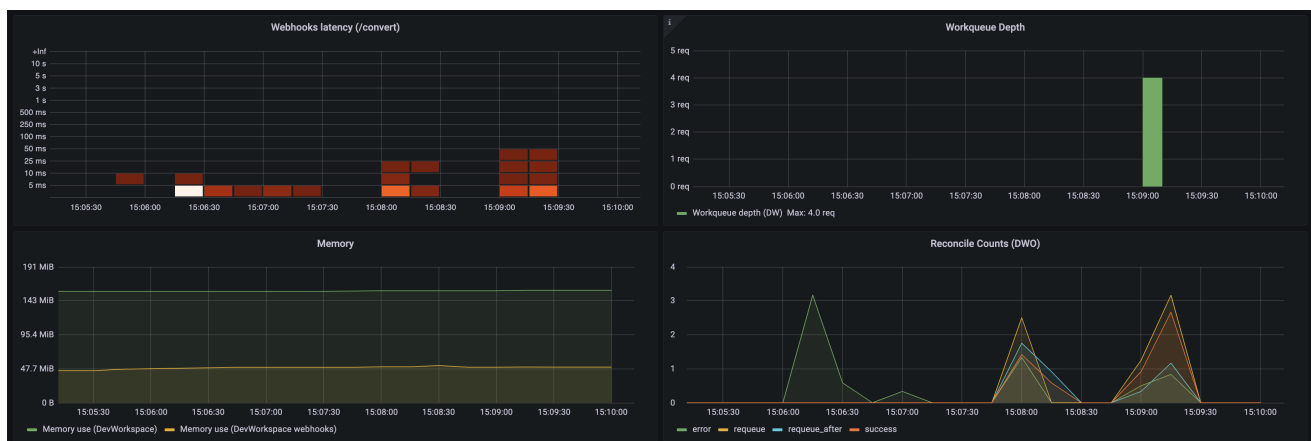 Webhooks latency (/convert)
+Inf
10 s
5 s
3 s
1 s
500 ms
250 ms
100 ms
50 ms
25 ms
10 ms
5 ms
15:05:30 15:06:00 15:06:30 15:07:00 15:07:30 15:08:00 15:08:30 15:09:00 15:09:30 15:10:00
i
Workqueue Depth
5 req
4 req
3 req
2 req
1 req
0 req
15:05:30 15:06:00 15:06:30 15:07:00 15:07:30 15:08:00 15:08:30 15:09:00 15:09:30 15:10:00
Workqueue depth (DW) Max: 4.0 req
Memory
191 MiB
143 MiB
95.4 MiB
47.7 MiB
0 B
15:05:30 15:06:00 15:06:30 15:07:00 15:07:30 15:08:00 15:08:30 15:09:00 15:09:30 15:10:00
Memory use (DevWorkspace) Memory use (DevWorkspace webhooks)
Reconcile Counts (DWO)
4
3
2
1
0
15:05:30 15:06:00 15:06:30 15:07:00 15:07:30 15:08:00 15:08:30 15:09:00 15:09:30 15:10:00
error requeue requeue_after success